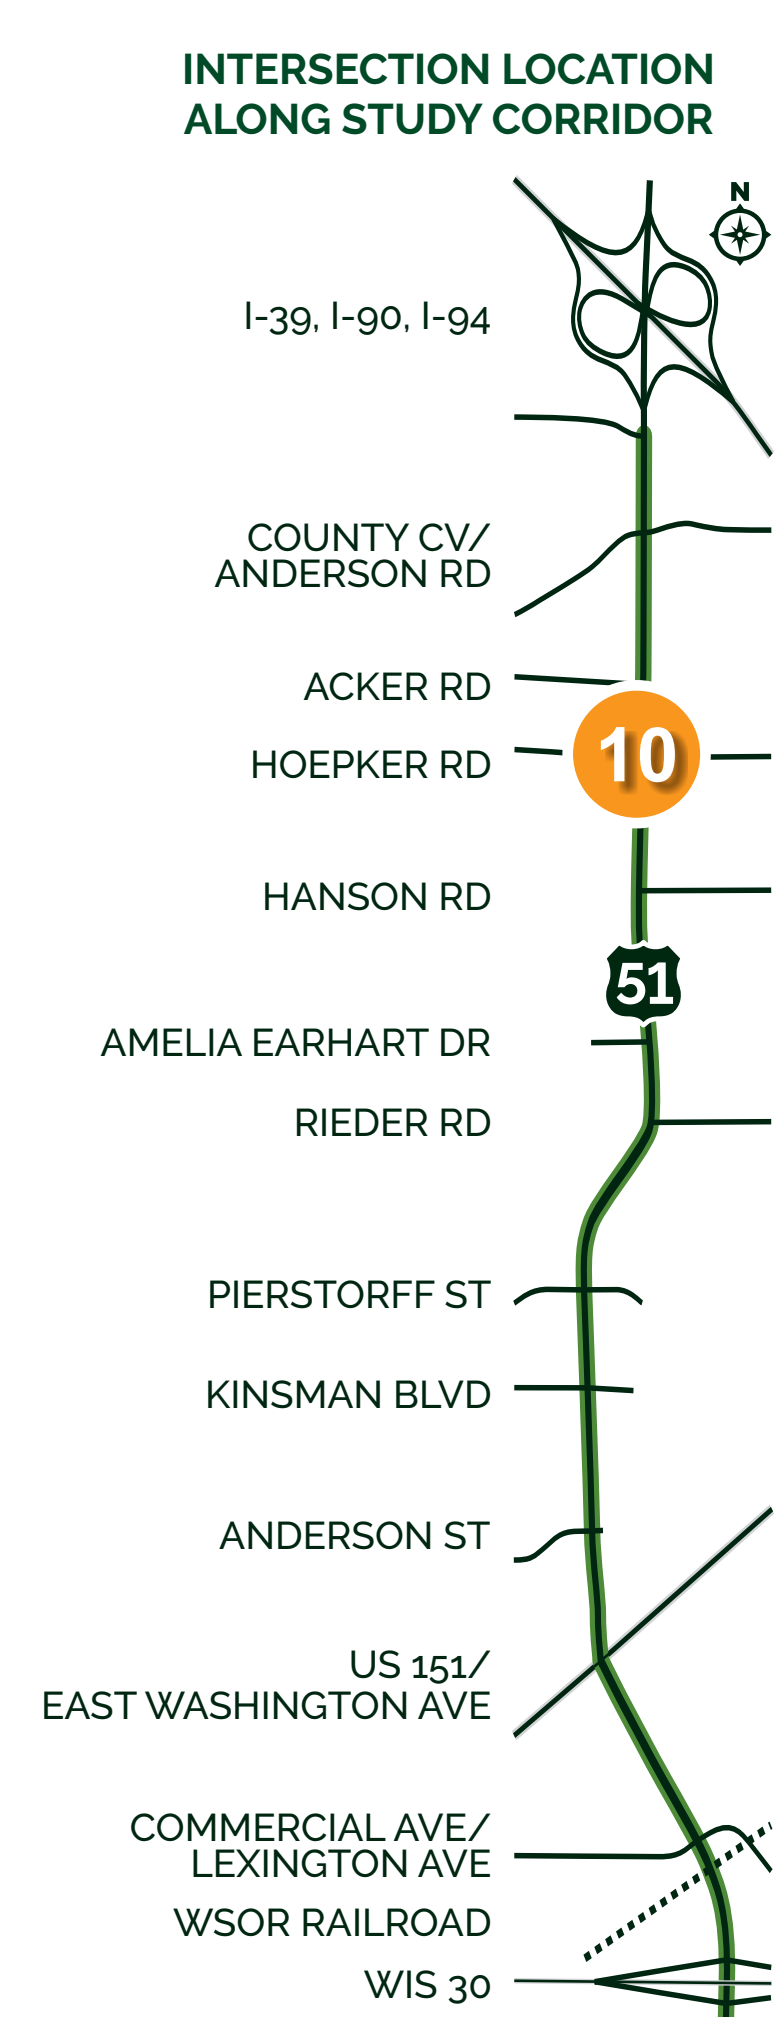 INTERSECTION LOCATION
ALONG STUDY CORRIDOR
N
I-39, I-90, I-94
COUNTY CV/
ANDERSON RD
ACKER RD
10
HOEPKER RD
HANSON RD
51
AMELIA EARHART DR
RIEDER RD
PIERSTORFF ST
KINSMAN BLVD
ANDERSON ST
US 151/
EAST WASHINGTON AVE
COMMERCIAL AVE/
LEXINGTON AVE
WSOR RAILROAD
WIS 30